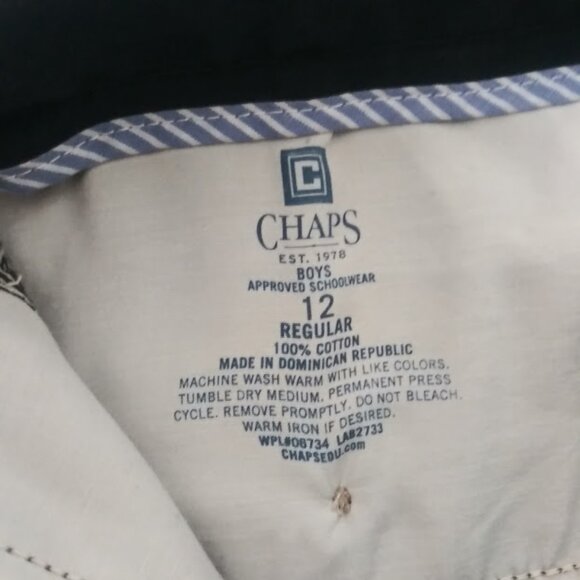 C
CHAPS
EST. 1978
BOYS
APPROVED SCHOOLWEAR
12
REGULAR
100% COTTON
MADE IN DOMINICAN REPUBLIC
MACHINE WASH WARM WITH LIKE COLORS.
TUMBLE DRY MEDIUM. PERMANENT PRESS
CYCLE. REMOVE PROMPTLY. DO NOT BLEACH.
WARM IRON IF DESIRED.
WPL#08734 LAB2733
CHAPSEDU.com